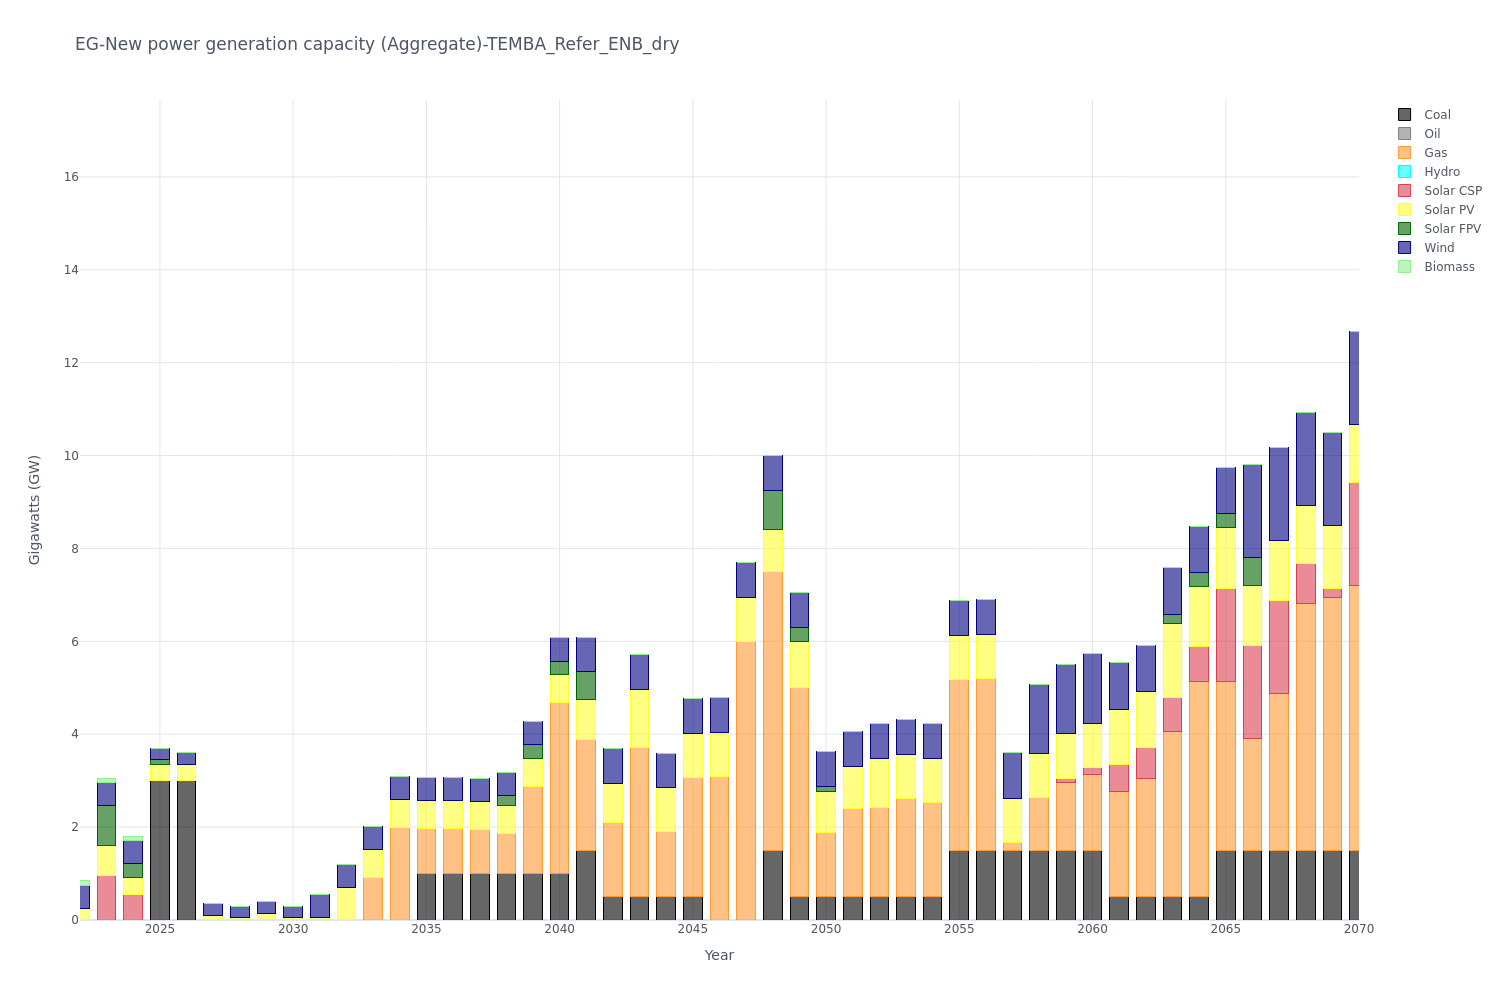 EG-New power generation capacity (Aggregate)-TEMBA_Refer_ENB_dry
Coal
Oil
Gas
Hydro
Solar CSP
Solar PV
Solar FPV
Wind
Biomass
Gigawatts (GW)
16
14
12
10
8
6
4
2
0
2025 2030 2035 2040 2045 2050 2055 2060 2065 2070
Year